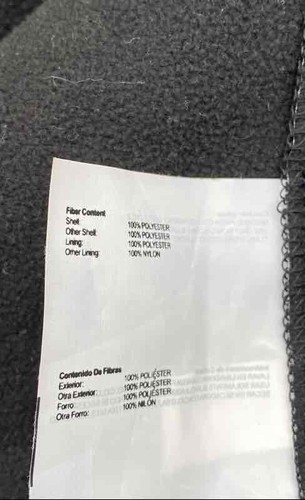 Fiber Content
Shell: 100% POLYESTER
Other Shell: 100% POLYESTER
Lining: 100% POLYESTER
Other Lining: 100% NYLON
Contenido De Fibras
Exterior: 100% POLIÉSTER
Otra Exterior: 100% POLIÉSTER
Forro: 100% POLIÉSTER
Otra Forro: 100% NILÓN